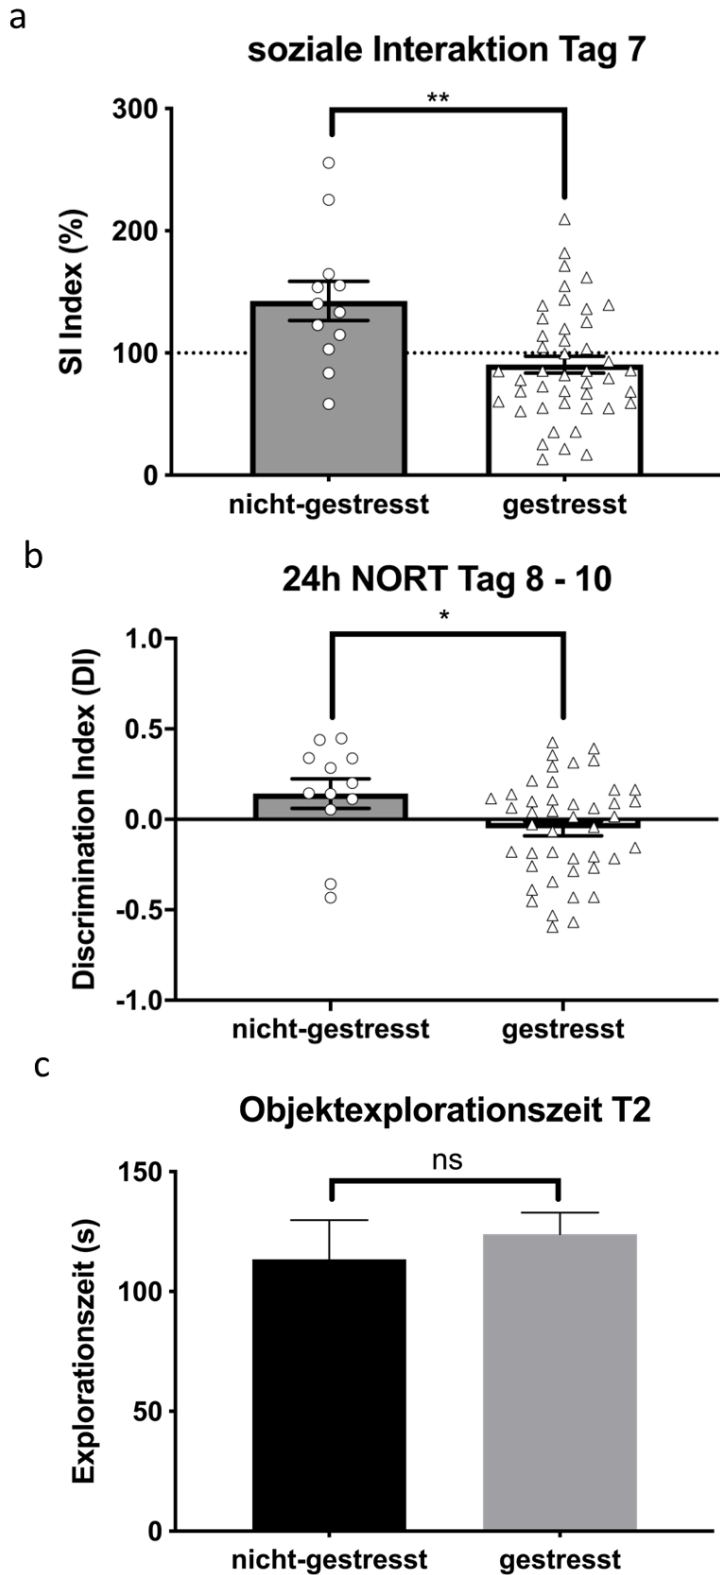 a
soziale Interaktion Tag 7
**
300
200
100
0
SI Index (%)
nicht-gestresst gestresst
b
24h NORT Tag 8 - 10
*
1.0
0.5
0.0
-0.5
-1.0
Discrimination Index (DI)
nicht-gestresst gestresst
c
Objektexplorationszeit T2
ns
150
100
50
0
Explorationszeit (s)
nicht-gestresst gestresst